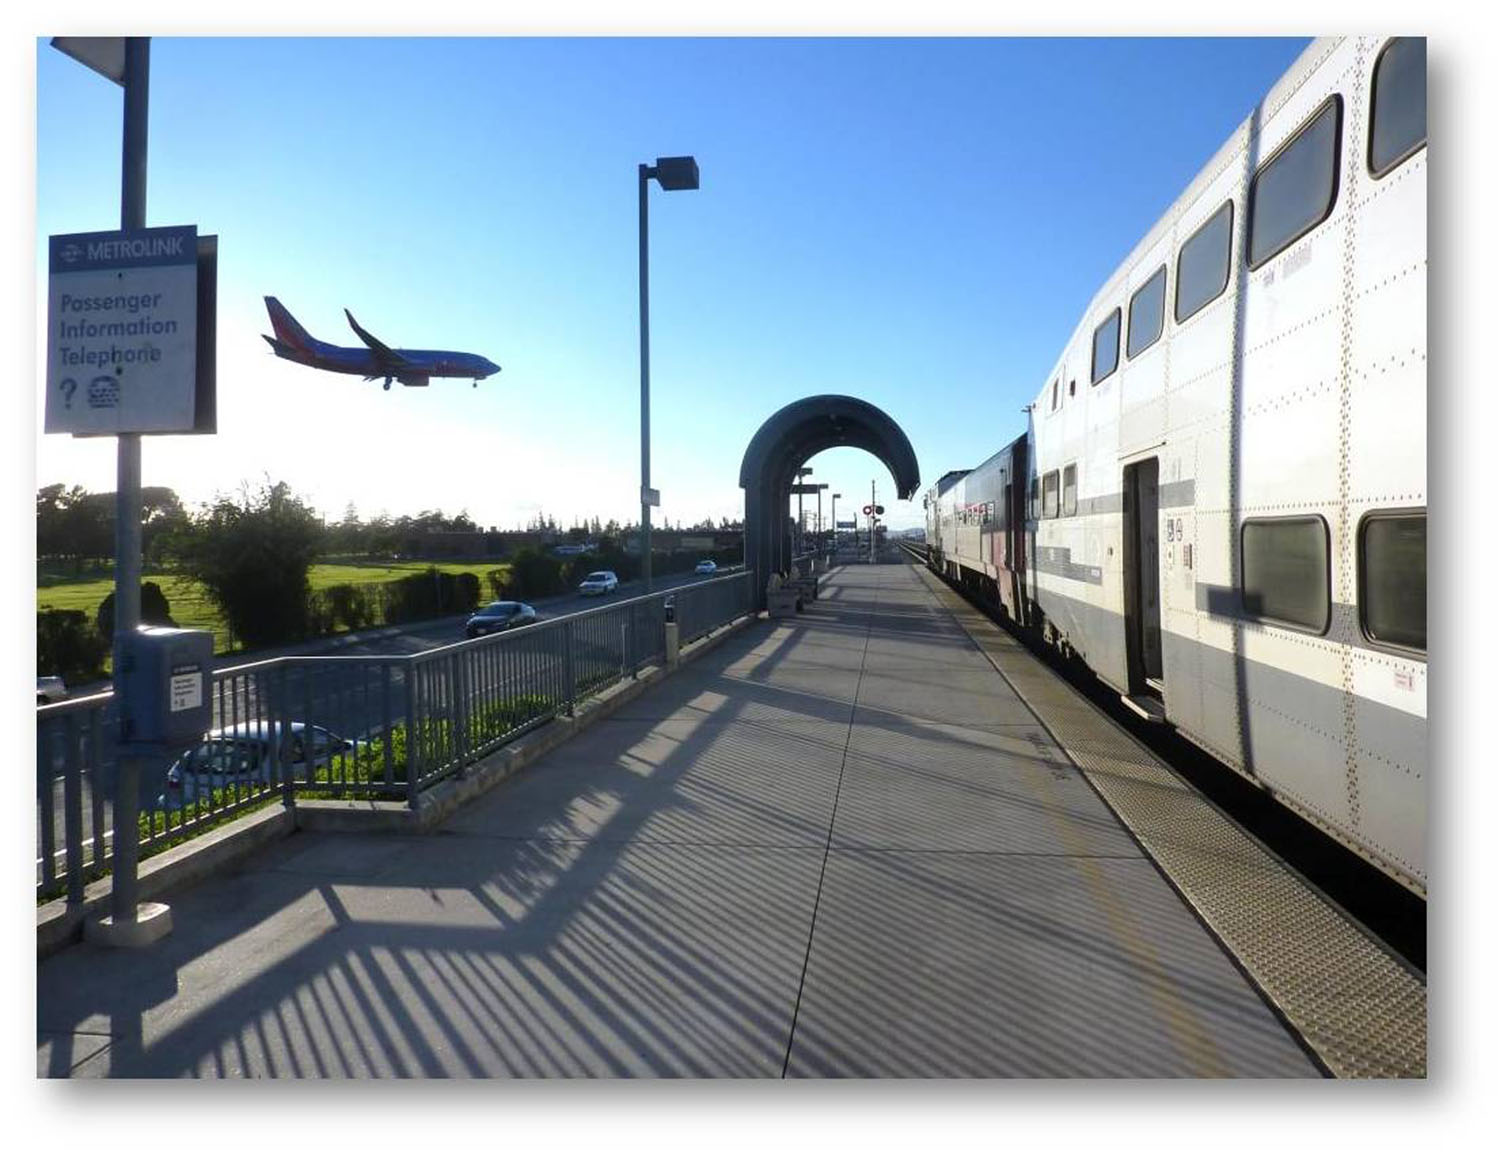 METROLINK
Passenger
Information
Telephone
?